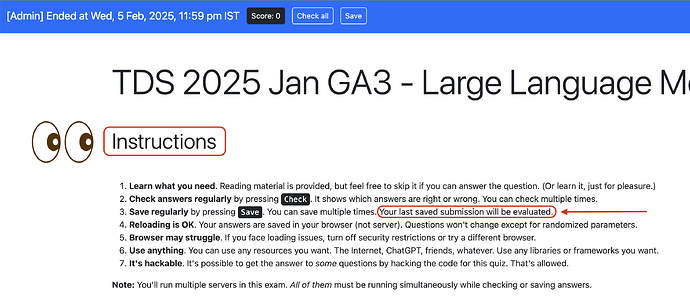 [Admin] Ended at Wed, 5 Feb, 2025, 11:59 pm IST Score: 0 Check all Save
TDS 2025 Jan GA3 - Large Language M
Instructions
1. Learn what you need. Reading material is provided, but feel free to skip it if you can answer the question. (Or learn it, just for pleasure.)
2. Check answers regularly by pressing Check. It shows which answers are right or wrong. You can check multiple times.
3. Save regularly by pressing Save. You can save multiple times. Your last saved submission will be evaluated.
4. Reloading is OK. Your answers are saved in your browser (not server). Questions won't change except for randomized parameters.
5. Browser may struggle. If you face loading issues, turn off security restrictions or try a different browser.
6. Use anything. You can use any resources you want. The Internet, ChatGPT, friends, whatever. Use any libraries or frameworks you want.
7. It's hackable. It's possible to get the answer to some questions by hacking the code for this quiz. That's allowed.
Note: You'll run multiple servers in this exam. All of them must be running simultaneously while checking or saving answers.